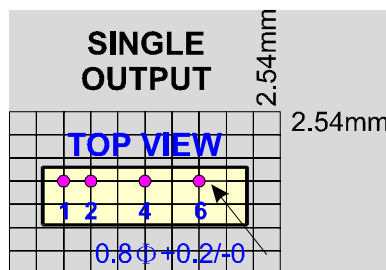 SINGLE
OUTPUT
2.54mm
2.54mm
TOP VIEW
1 2 4 6
0.8Φ+0.2/-0